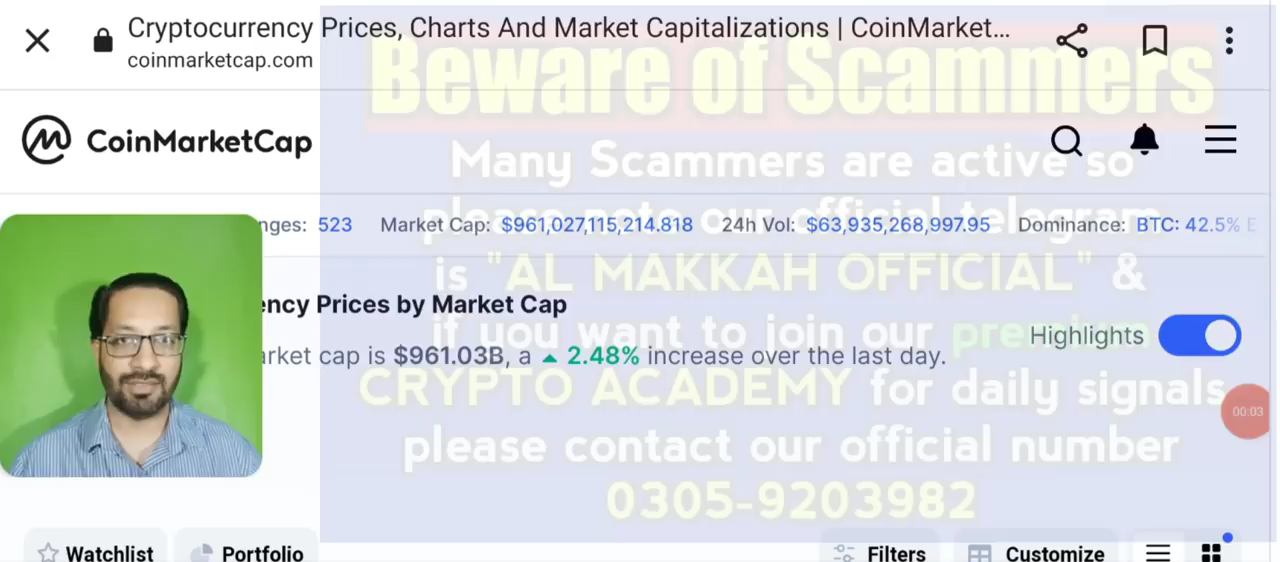 Cryptocurrency Prices, Charts And Market Capitalizations | CoinMarket...
coinmarketcap.com
Beware of Scammers
CoinMarketCap
Many Scammers are active so
please note our official telegram
nges: 523 Market Cap: $961,027,115,214.818 24h Vol: $63,935,268,997.95 Dominance: BTC: 42.5% E
is "AL MAKKAH OFFICIAL" &
ency Prices by Market Cap
if you want to join our
Highlights
arket cap is $961.03B, a 2.48% increase over the last day.
CRYPTO ACADEMY for daily signals
00:03
please contact our official number
0305-9203982
Watchlist Portfolio Filters Customize